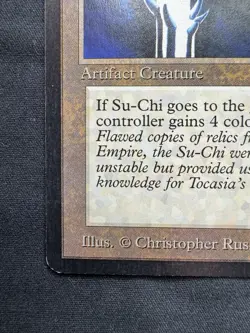 Artifact Creature
If Su-Chi goes to the
controller gains 4 colo
Flawed copies of relics f
Empire, the Su-Chi wer
unstable but provided us
knowledge for Tocasia's
Illus. © Christopher Rus